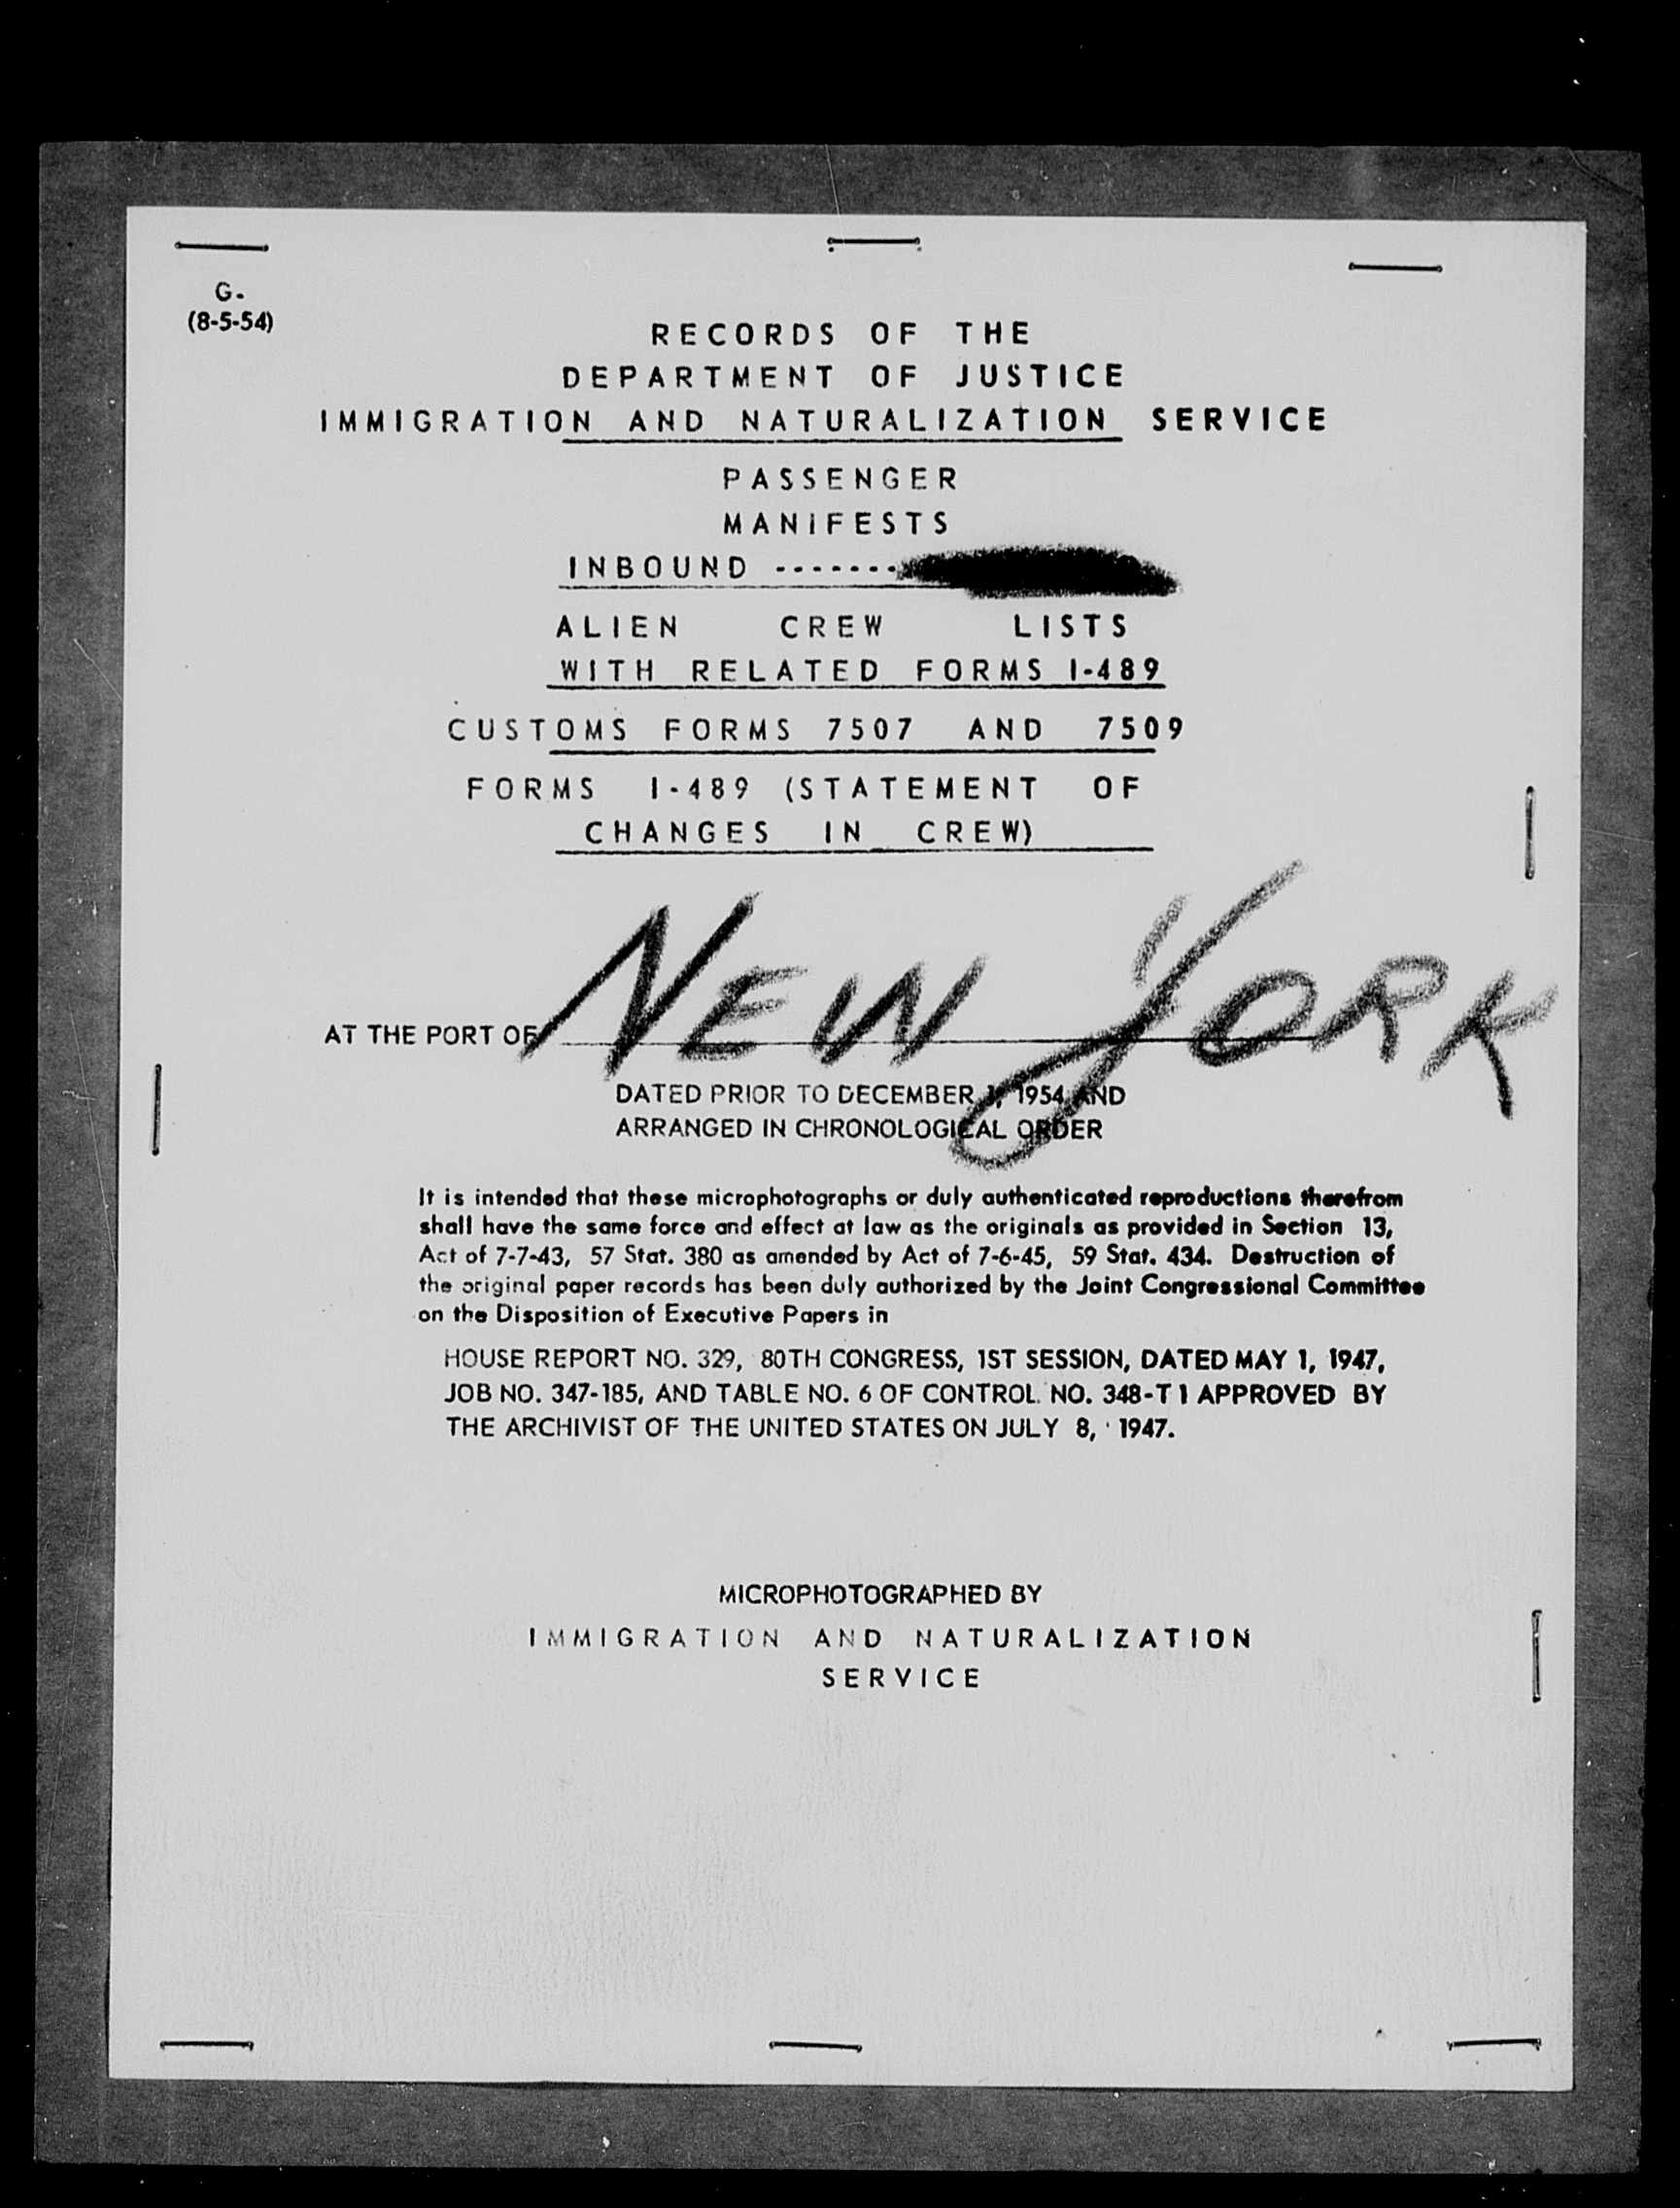 G-
(8-5-54)
RECORDS OF THE
DEPARTMENT OF JUSTICE
IMMIGRATION AND NATURALIZATION SERVICE
PASSENGER
MANIFESTS
INBOUND -------
ALIEN CREW LISTS
WITH RELATED FORMS I-489
CUSTOMS FORMS 7507 AND 7509
FORMS I-489 (STATEMENT OF
CHANGES IN CREW)
AT THE PORT OF NEW YORK
DATED PRIOR TO DECEMBER 1, 1954 AND
ARRANGED IN CHRONOLOGICAL ORDER
It is intended that these microphotographs or duly authenticated reproductions therefrom
shall have the same force and effect at law as the originals as provided in Section 13,
Act of 7-7-43, 57 Stat. 380 as amended by Act of 7-6-45, 59 Stat. 434. Destruction of
the original paper records has been duly authorized by the Joint Congressional Committee
on the Disposition of Executive Papers in
HOUSE REPORT NO. 329, 80TH CONGRESS, 1ST SESSION, DATED MAY 1, 1947,
JOB NO. 347-185, AND TABLE NO. 6 OF CONTROL NO. 348-T1 APPROVED BY
THE ARCHIVIST OF THE UNITED STATES ON JULY 8, 1947.
MICROPHOTOGRAPHED BY
IMMIGRATION AND NATURALIZATION
SERVICE